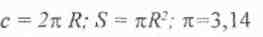 c = 2π R; S = πR²; π=3,14